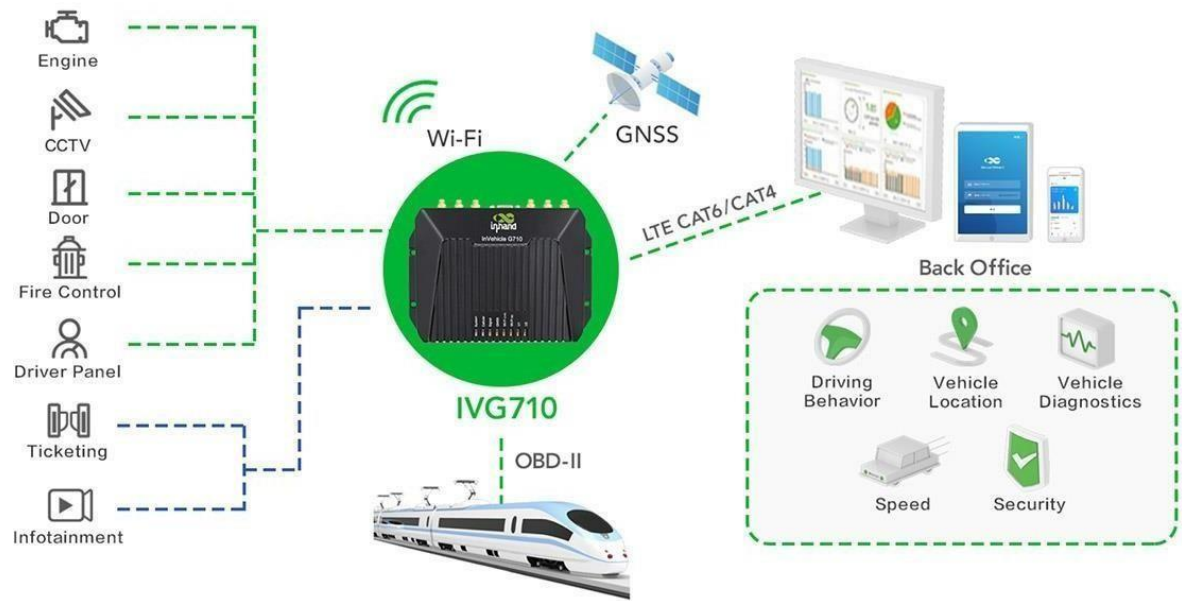 Engine
CCTV
Door
Fire Control
Driver Panel
Ticketing
Infotainment
Wi-Fi
GNSS
inhand
InVehicle G710
IVG710
OBD-II
LTE CAT6/CAT4
Back Office
Driving
Behavior
Vehicle
Location
Vehicle
Diagnostics
Speed
Security